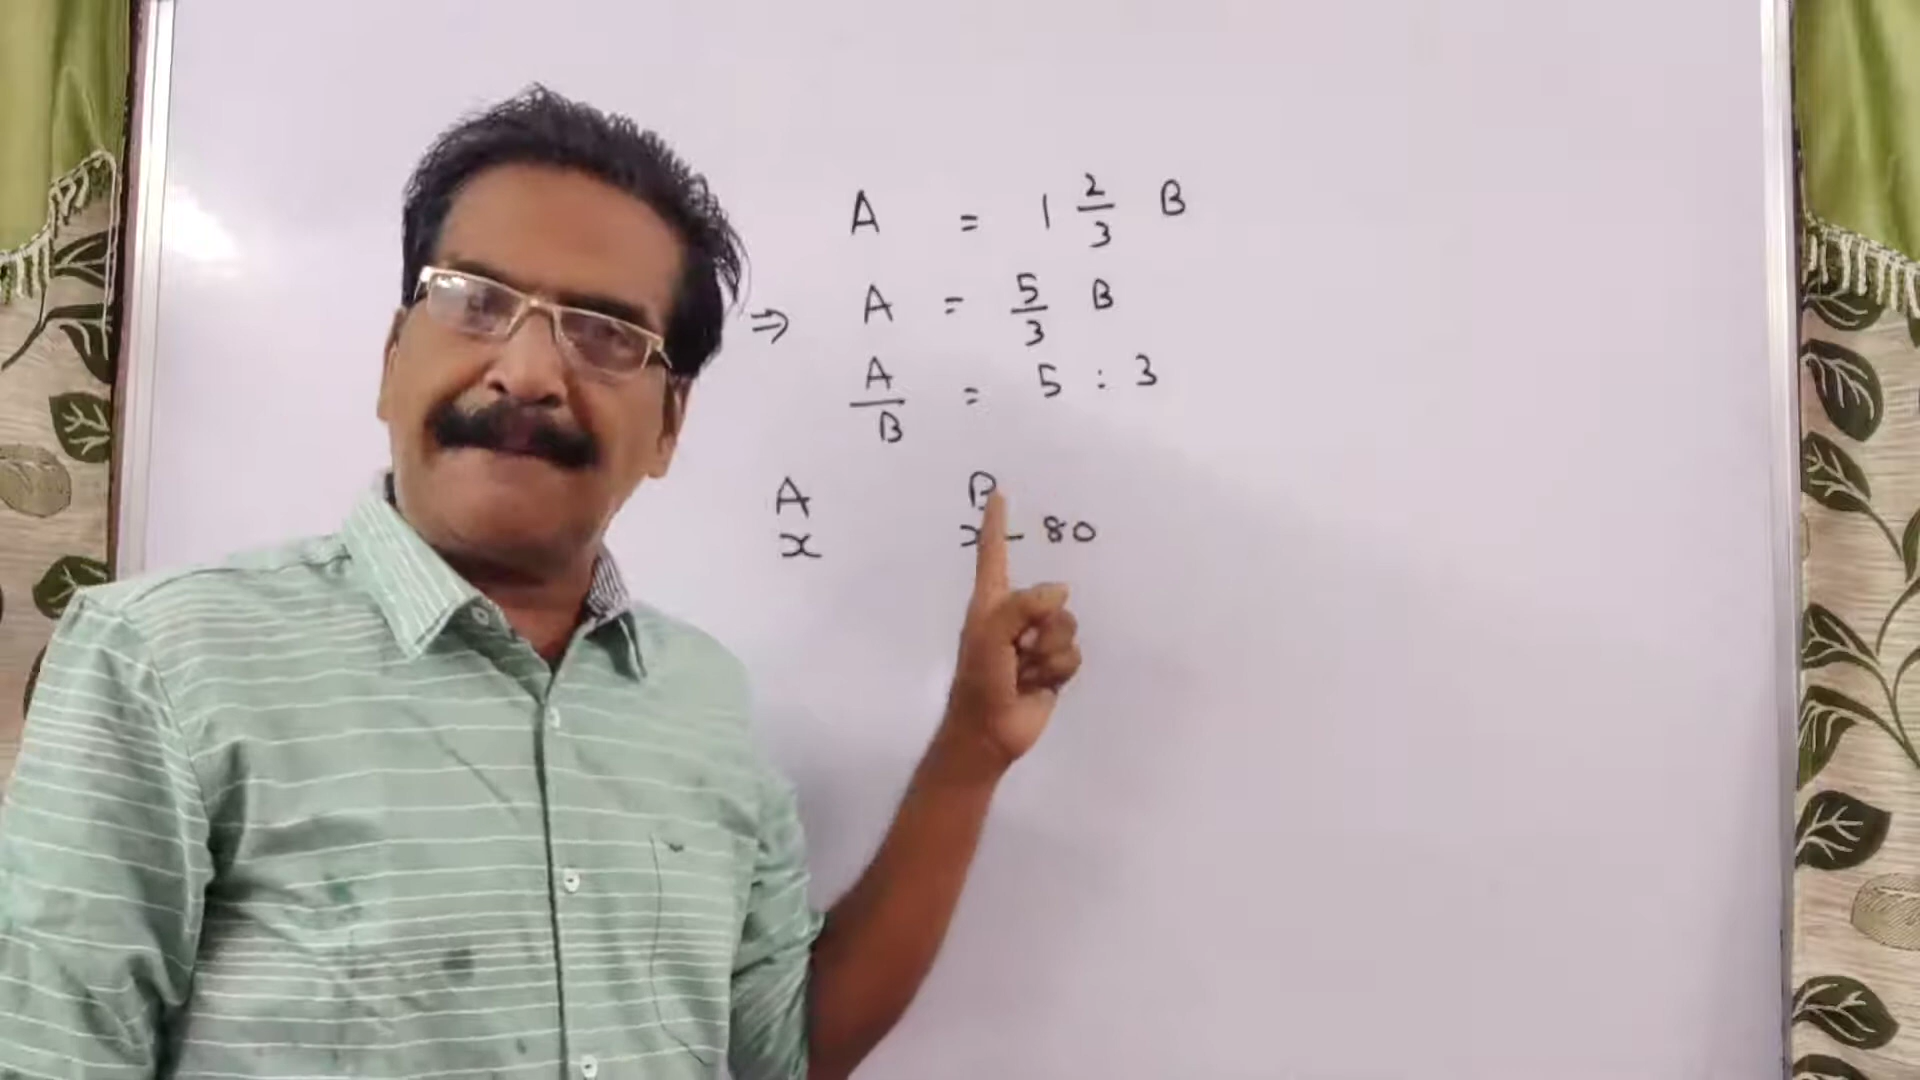 A = 1 2/3 B
⇒ A = 5/3 B
A/B = 5 : 3
A B
x x - 80